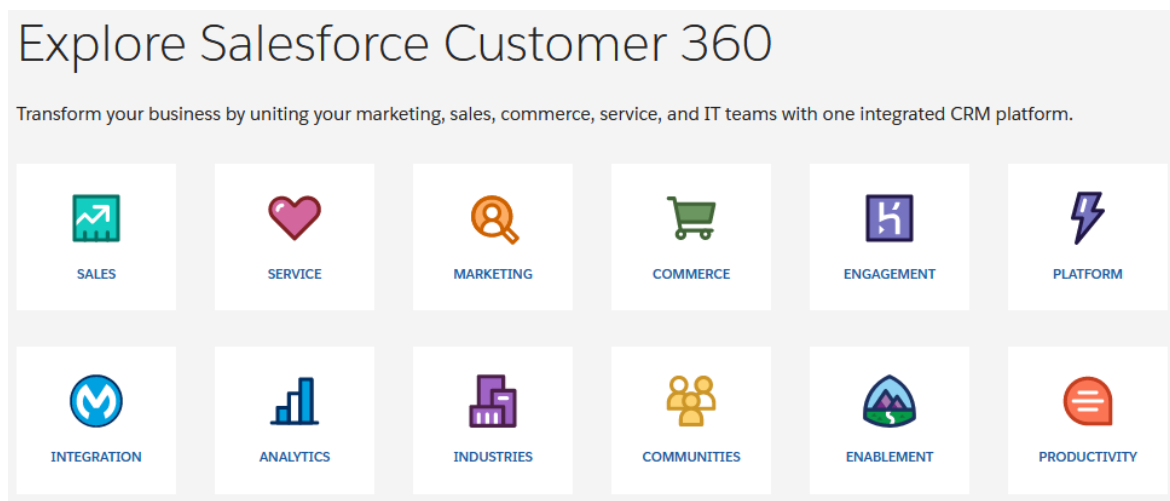 Explore Salesforce Customer 360
Transform your business by uniting your marketing, sales, commerce, service, and IT teams with one integrated CRM platform.
SALES
SERVICE
MARKETING
COMMERCE
ENGAGEMENT
PLATFORM
INTEGRATION
ANALYTICS
INDUSTRIES
COMMUNITIES
ENABLEMENT
PRODUCTIVITY